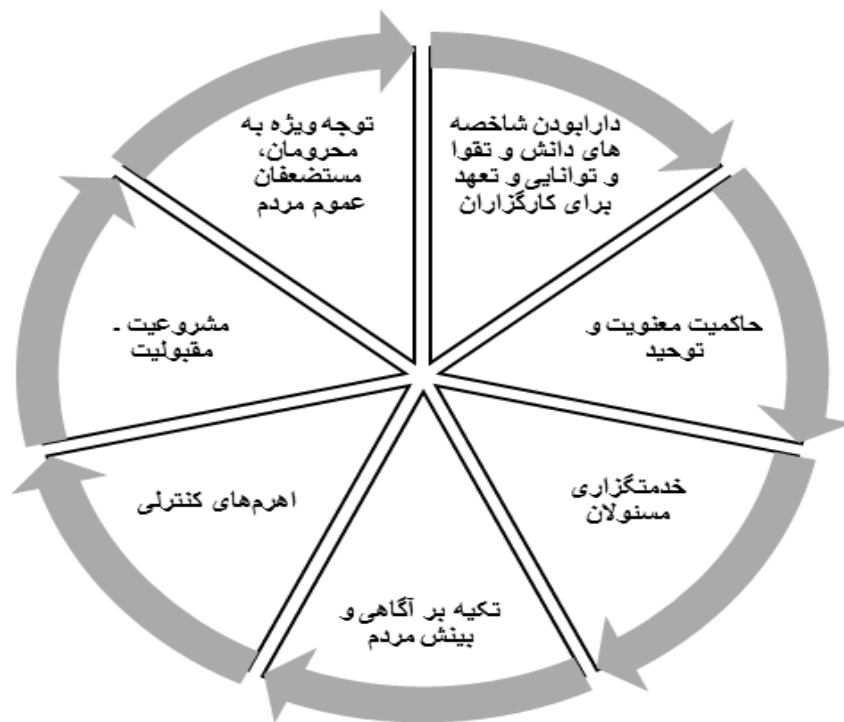 دارابودن شاخصه
های دانش و تقوا
و توانایی و تعهد
برای کارگزاران
حاکمیت معنویت و
توحید
خدمتگزاری
مسئولان
تکیه بر آگاهی و
بینش مردم
اهرم‌های کنترلی
مشروعیت ـ
مقبولیت
توجه ویژه به
محرومان،
مستضعفان
عموم مردم